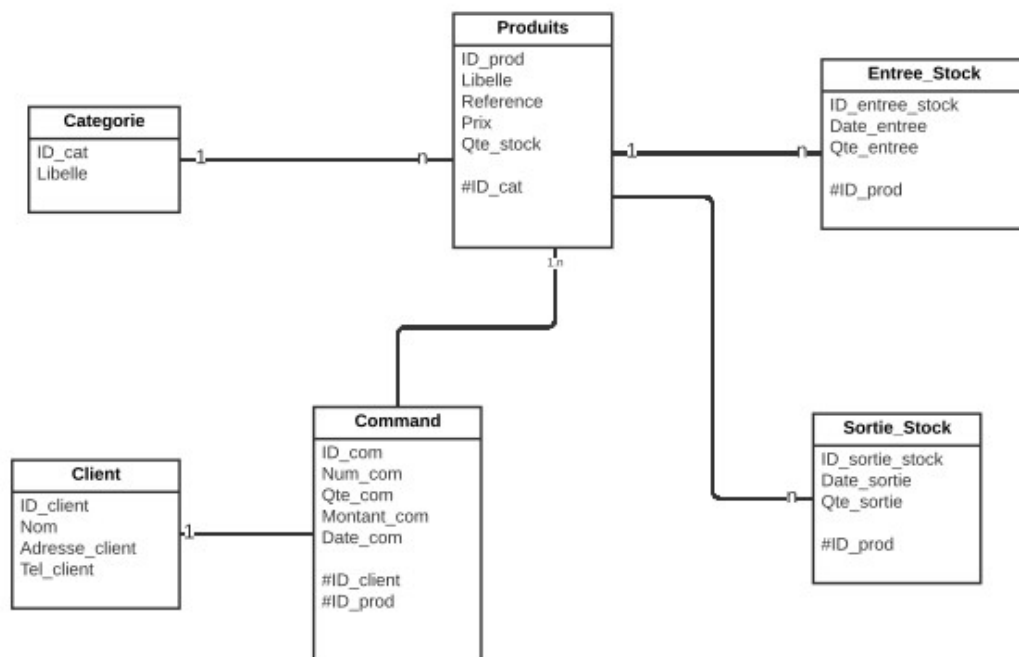 Produits
ID_prod
Libelle
Reference
Prix
Qte_stock
#ID_cat
Entree_Stock
ID_entree_stock
Date_entree
Qte_entree
#ID_prod
Categorie
ID_cat
Libelle
1
n
1
n
1 n
Command
ID_com
Num_com
Qte_com
Montant_com
Date_com
#ID_client
#ID_prod
Sortie_Stock
ID_sortie_stock
Date_sortie
Qte_sortie
#ID_prod
n
Client
ID_client
Nom
Adresse_client
Tel_client
1